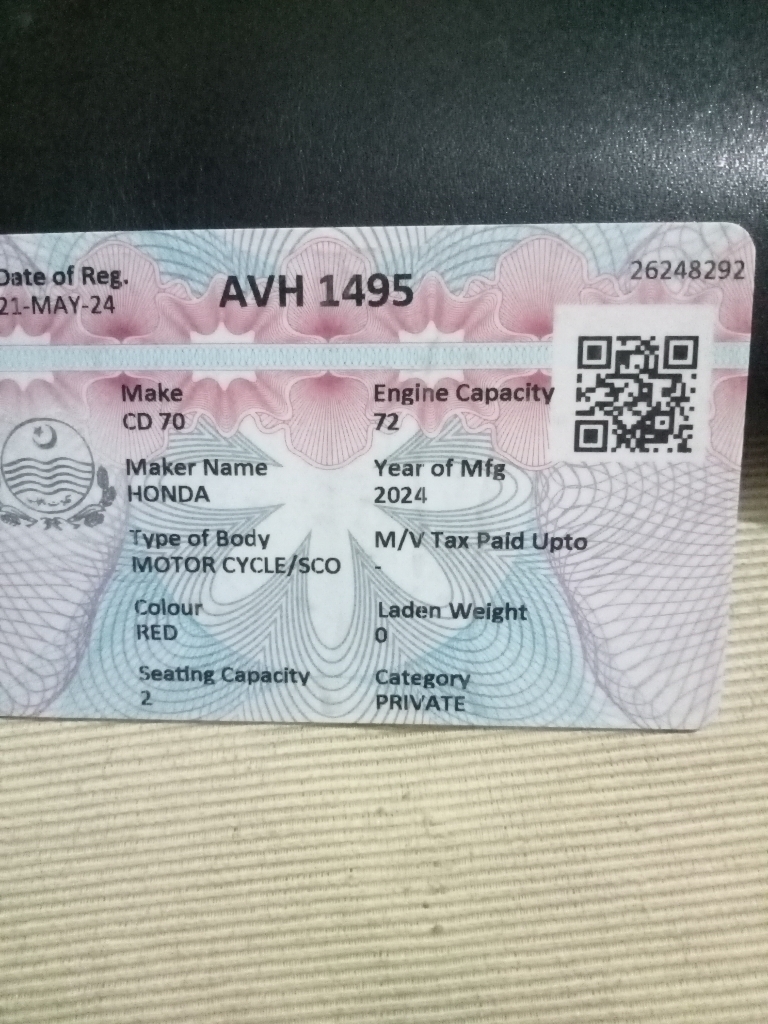 Date of Reg.
21-MAY-24
AVH 1495
26248292
Make
CD 70
Engine Capacity
72
Maker Name
HONDA
Year of Mfg
2024
Type of Body
MOTOR CYCLE/SCO
M/V Tax Paid Upto
-
Colour
RED
Laden Weight
0
Seating Capacity
2
Category
PRIVATE